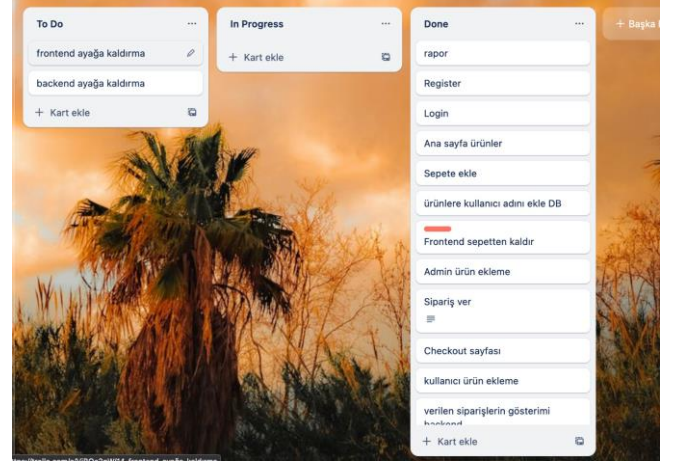 To Do
frontend ayağa kaldırma
backend ayağa kaldırma
+ Kart ekle
In Progress
+ Kart ekle
Done
rapor
Register
Login
Ana sayfa ürünler
Sepete ekle
ürünlere kullanıcı adını ekle DB
Frontend sepetten kaldır
Admin ürün ekleme
Sipariş ver
Checkout sayfası
kullanıcı ürün ekleme
verilen siparişlerin gösterimi
backend
+ Kart ekle
+ Başka